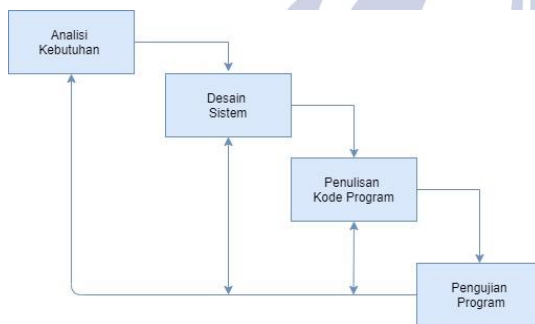 Analisi
Kebutuhan
Desain
Sistem
Penulisan
Kode Program
Pengujian
Program